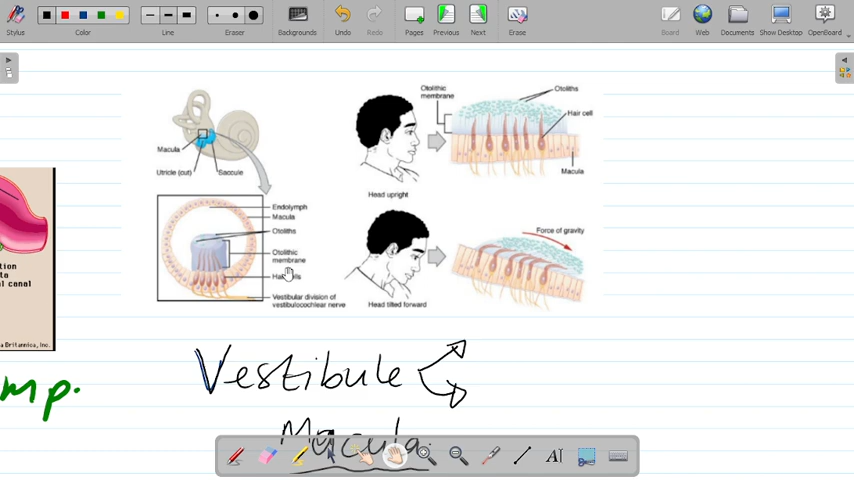 Stylus Color Line Eraser Backgrounds Undo Redo Pages Previous Next Erase Board Web Documents Show Desktop OpenBoard
Otolithic
membrane
Otoliths
Hair cell
Macula
Head upright
Force of gravity
Head tilted forward
Macula
Utricle (cut)
Saccule
Endolymph
Macula
Otoliths
Otolithic
membrane
Vestibular division of
vestibulocochlear nerve
al canal
Britannica, Inc.
mp.
Vestibule
Macula